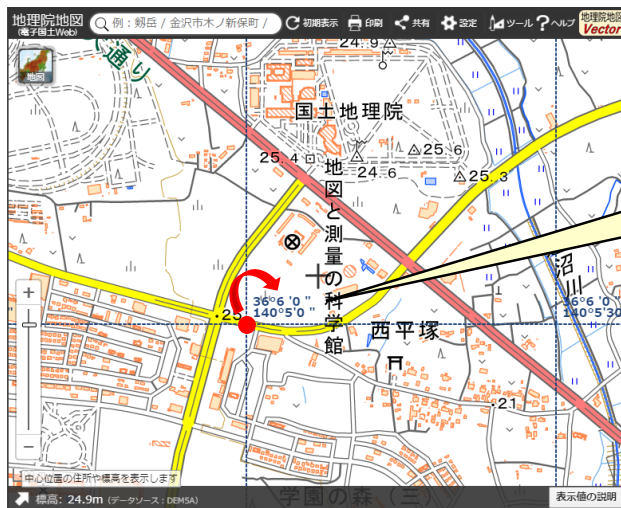 地理院地図
(電子国土Web)
例：剱岳 / 金沢市木ノ新保町 /
初期表示
印刷
共有
設定
ツール
ヘルプ
地理院地図
Vector
地図
通り
24.9
国土地理院
25.4
24.6
25.6
25.3
地図と測量の科学館
沼川
36°6'0"
140°5'0"
36°6'0"
140°5'30
・25
西平塚
・21
中心位置の住所や標高を表示します
学園の森（三）
標高: 24.9m (データソース：DEM5A)
表示値の説明